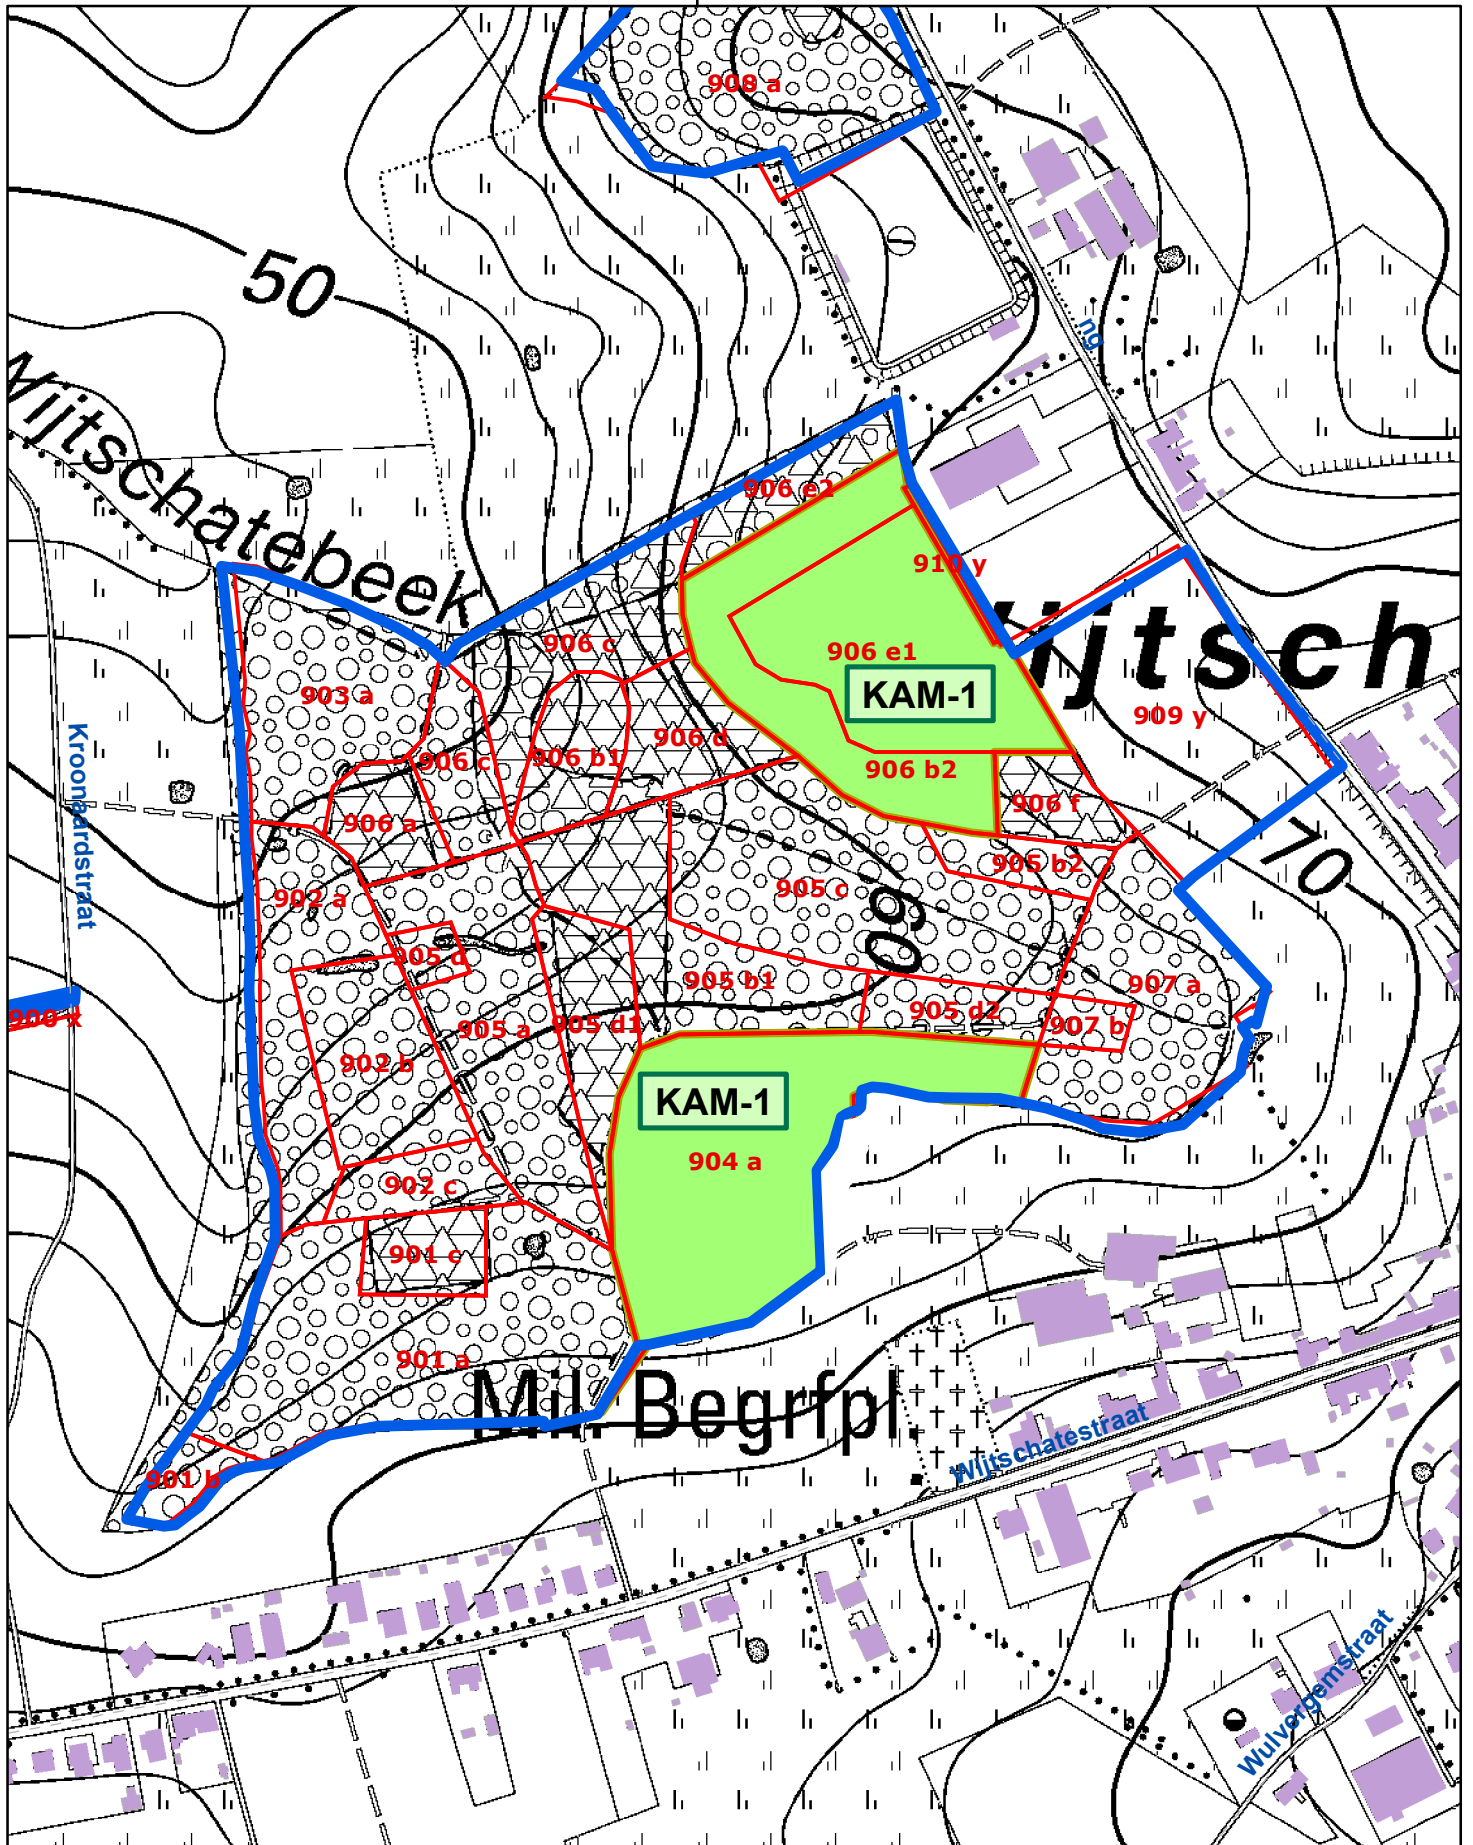 908 a
50
ng
Wijtschatebeek
906 e2
910 y
Wijtsch
906 c
906 e1
KAM-1
903 a
909 y
Kroonaardstraat
906 d
906 c
906 b1
906 b2
906 f
906 a
70
905 b2
902 a
905 c
60
905 d
905 b1
907 a
900 x
905 a
905 d1
905 d2
907 b
902 b
KAM-1
904 a
902 c
901 c
901 a
Mil. Begrfpl.
Wijtschatestraat
901 b
Wulvergemstraat